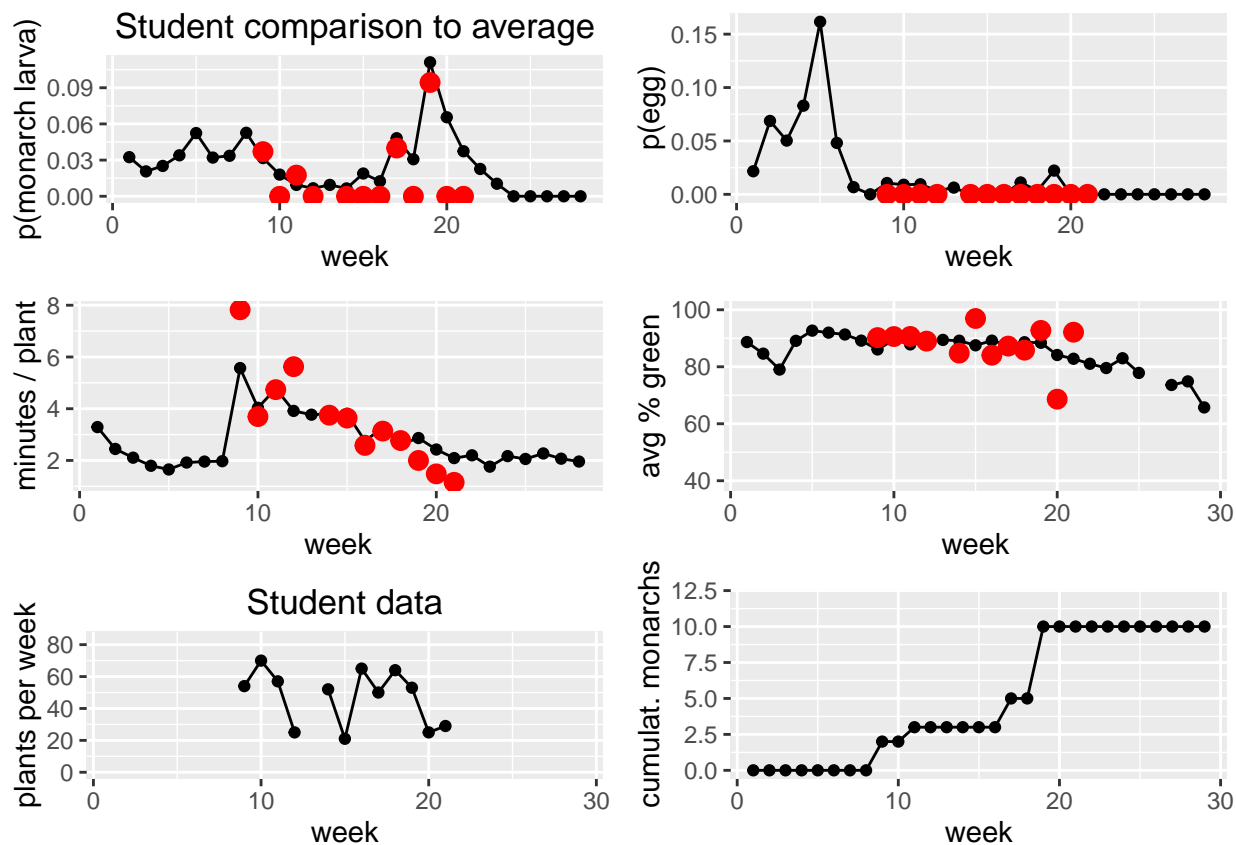 Student comparison to average
p(monarch larva)
0.09
0.06
0.03
0.00
0 10 20
week
p(egg)
0.15
0.10
0.05
0.00
0 10 20
week
minutes / plant
8
6
4
2
10 20
week
avg % green
100
80
60
40
0 10 20 30
week
Student data
plants per week
80
60
40
20
0
0 10 20 30
week
cumulat. monarchs
12.5
10.0
7.5
5.0
2.5
0.0
0 10 20 30
week